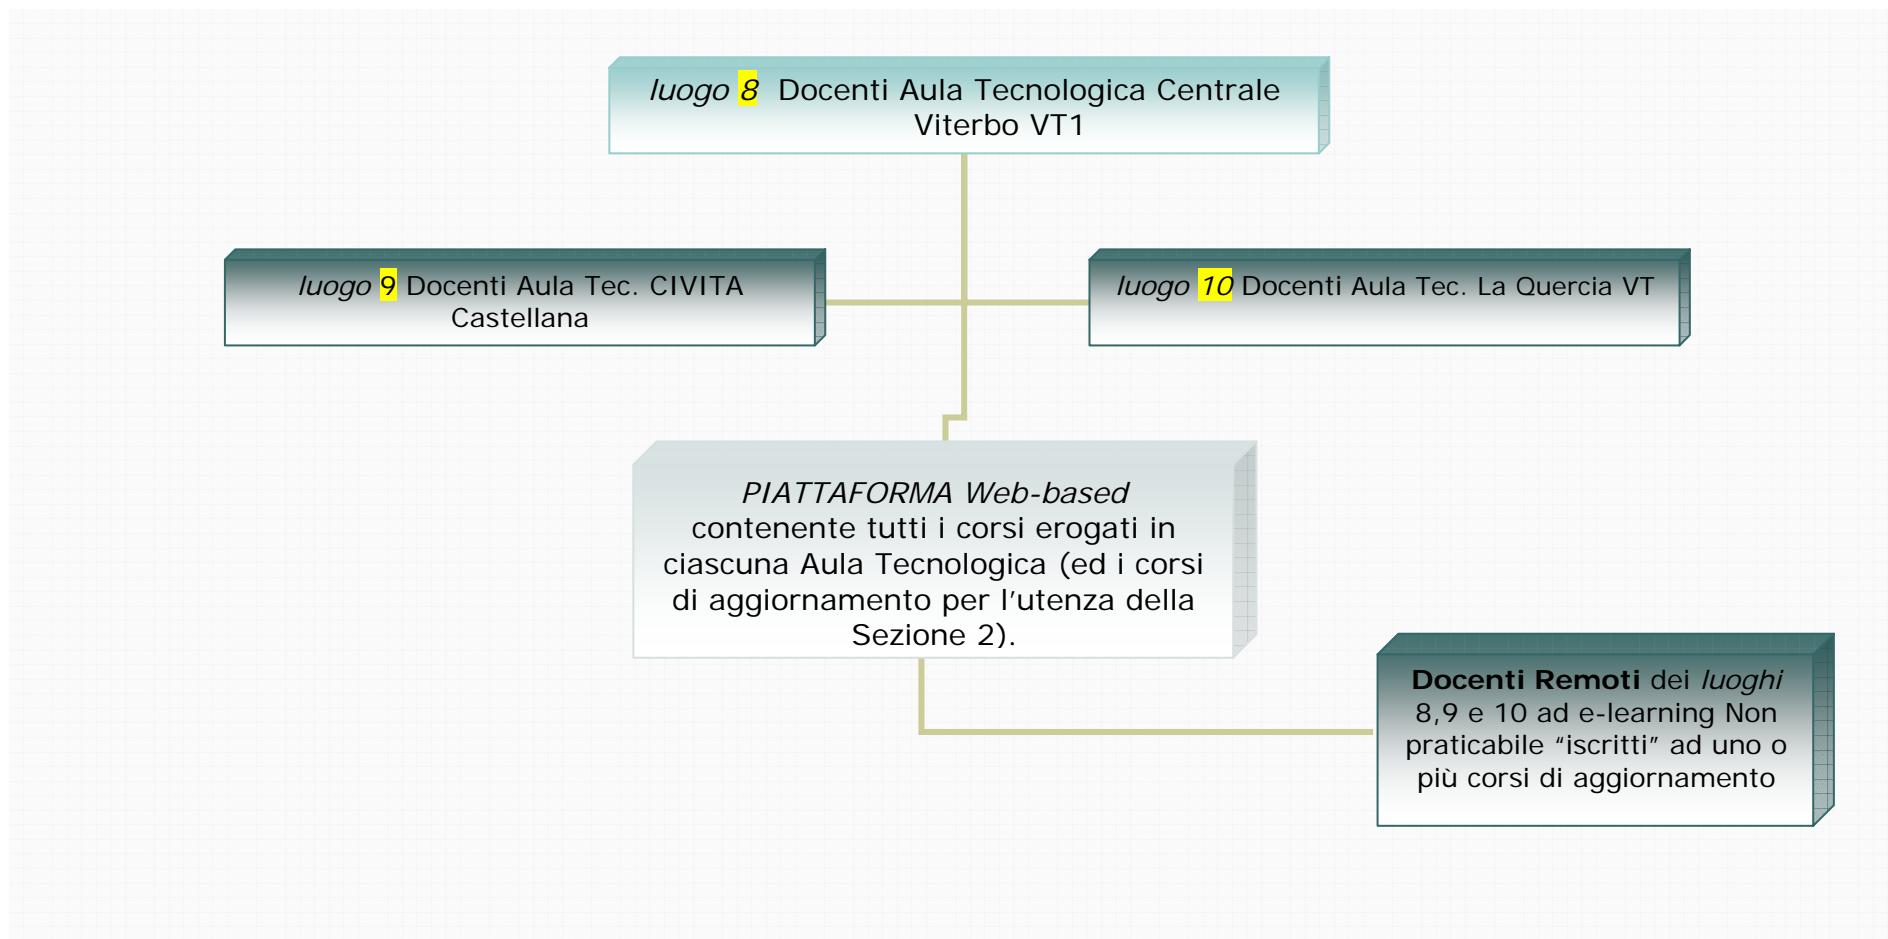 luogo 8 Docenti Aula Tecnologica Centrale
Viterbo VT1
luogo 9 Docenti Aula Tec. CIVITA
Castellana
luogo 10 Docenti Aula Tec. La Quercia VT
PIATTAFORMA Web-based
contenente tutti i corsi erogati in
ciascuna Aula Tecnologica (ed i corsi
di aggiornamento per l’utenza della
Sezione 2).
Docenti Remoti dei luoghi
8,9 e 10 ad e-learning Non
praticabile “iscritti” ad uno o
più corsi di aggiornamento